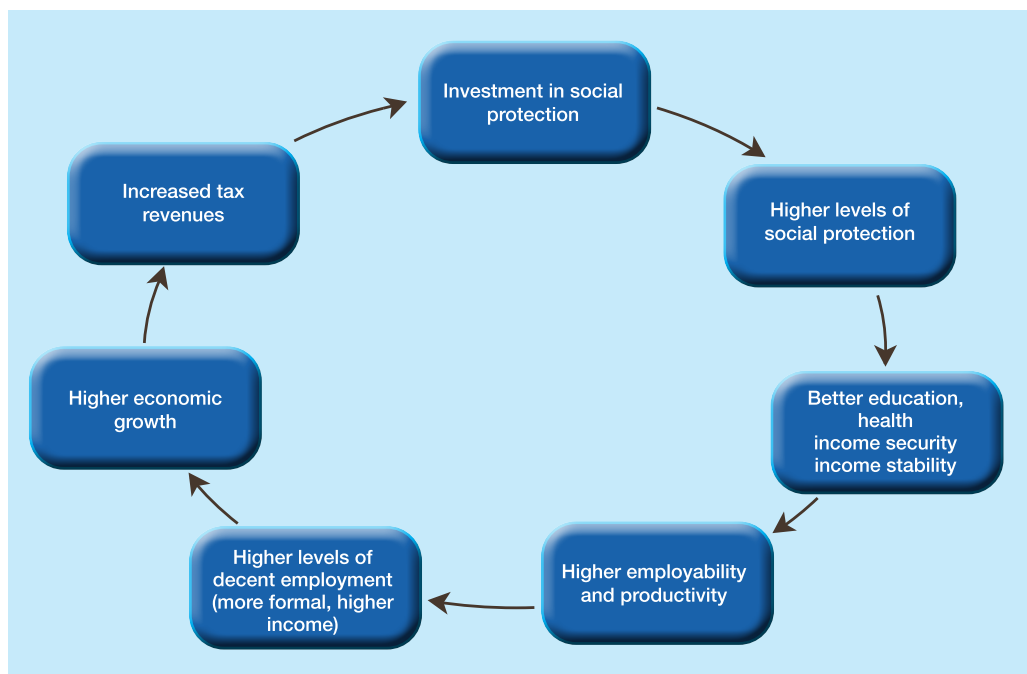 Investment in social
protection
Higher levels of
social protection
Better education,
health
income security
income stability
Higher employability
and productivity
Higher levels of
decent employment
(more formal, higher
income)
Higher economic
growth
Increased tax
revenues